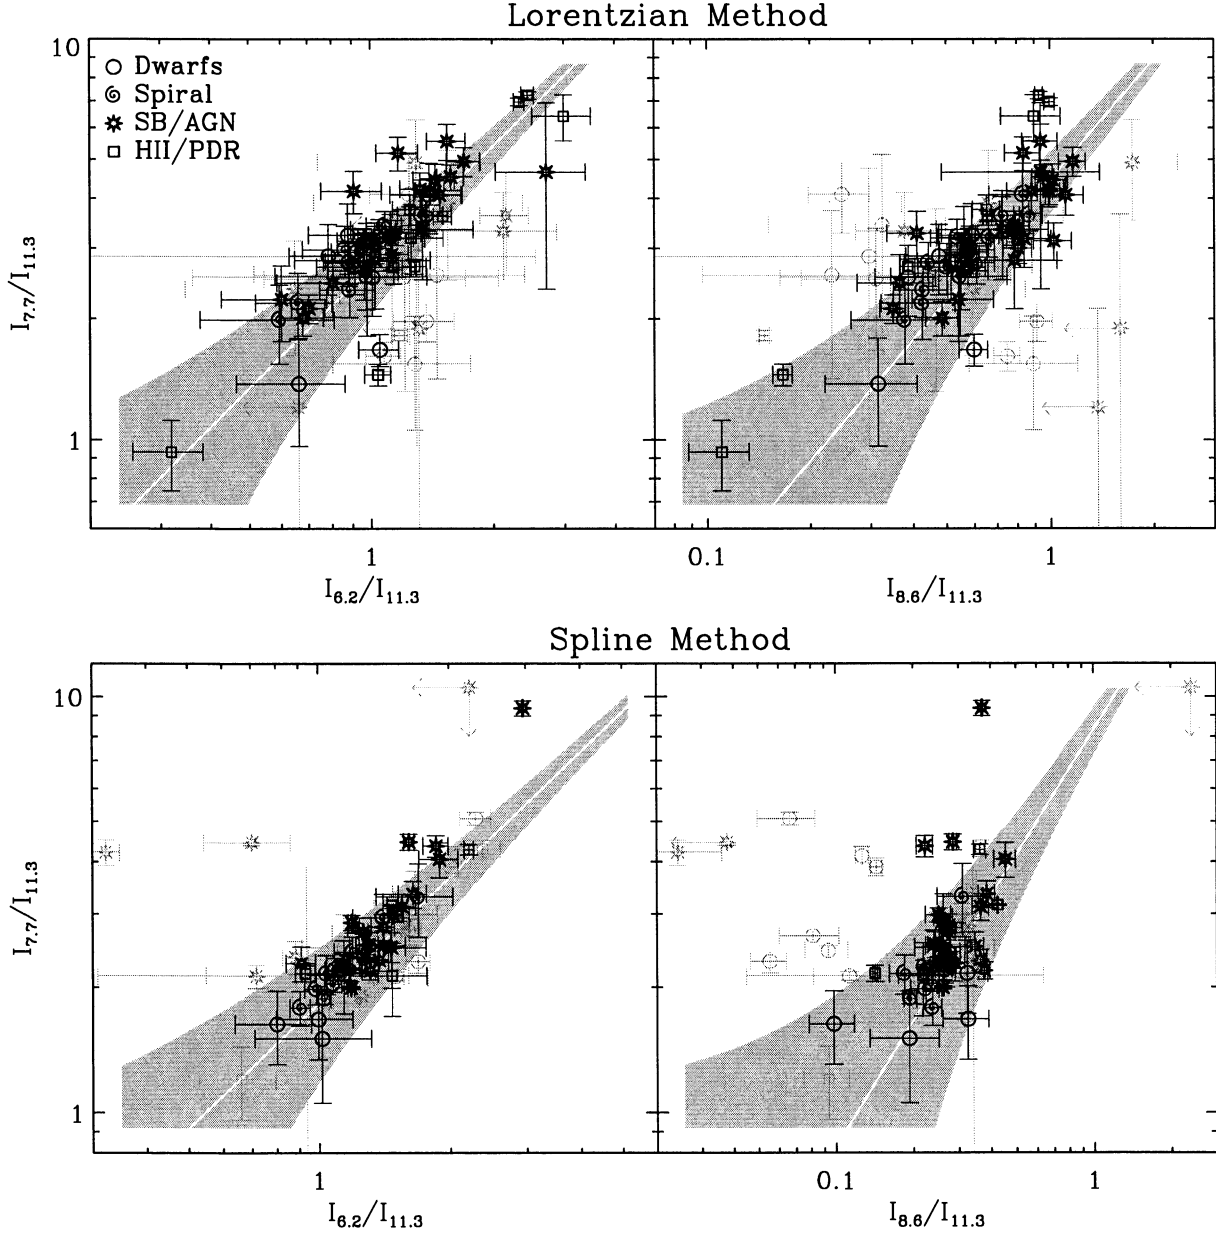 Lorentzian Method
10
Dwarfs
Spiral
SB/AGN
HII/PDR
I7.7/I11.3
1
1
0.1
1
I6.2/I11.3
I8.6/I11.3
Spline Method
10
I7.7/I11.3
1
1
0.1
1
I6.2/I11.3
I8.6/I11.3